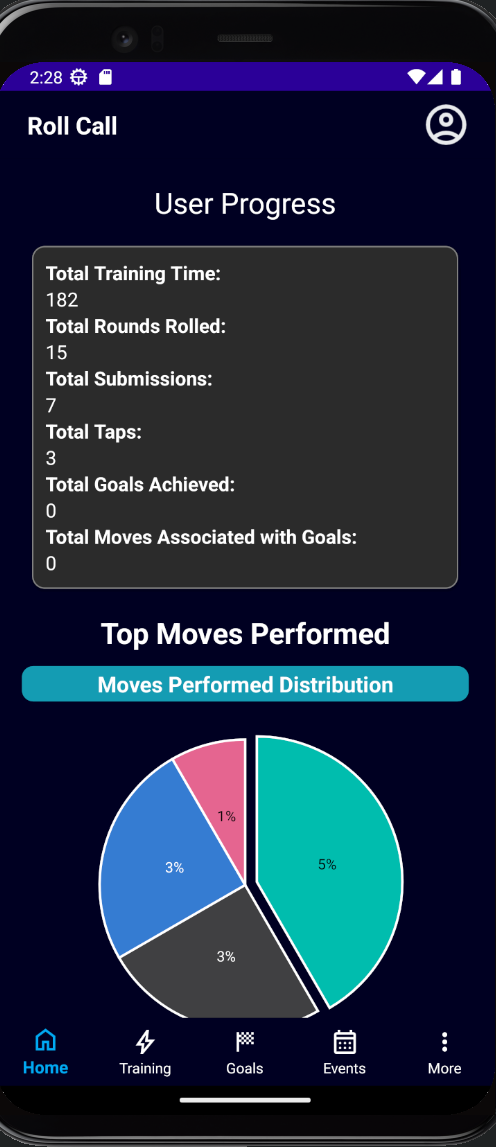 2:28
Roll Call
User Progress
Total Training Time:
182
Total Rounds Rolled:
15
Total Submissions:
7
Total Taps:
3
Total Goals Achieved:
0
Total Moves Associated with Goals:
0
Top Moves Performed
Moves Performed Distribution
1%
5%
3%
3%
Home
Training
Goals
Events
More